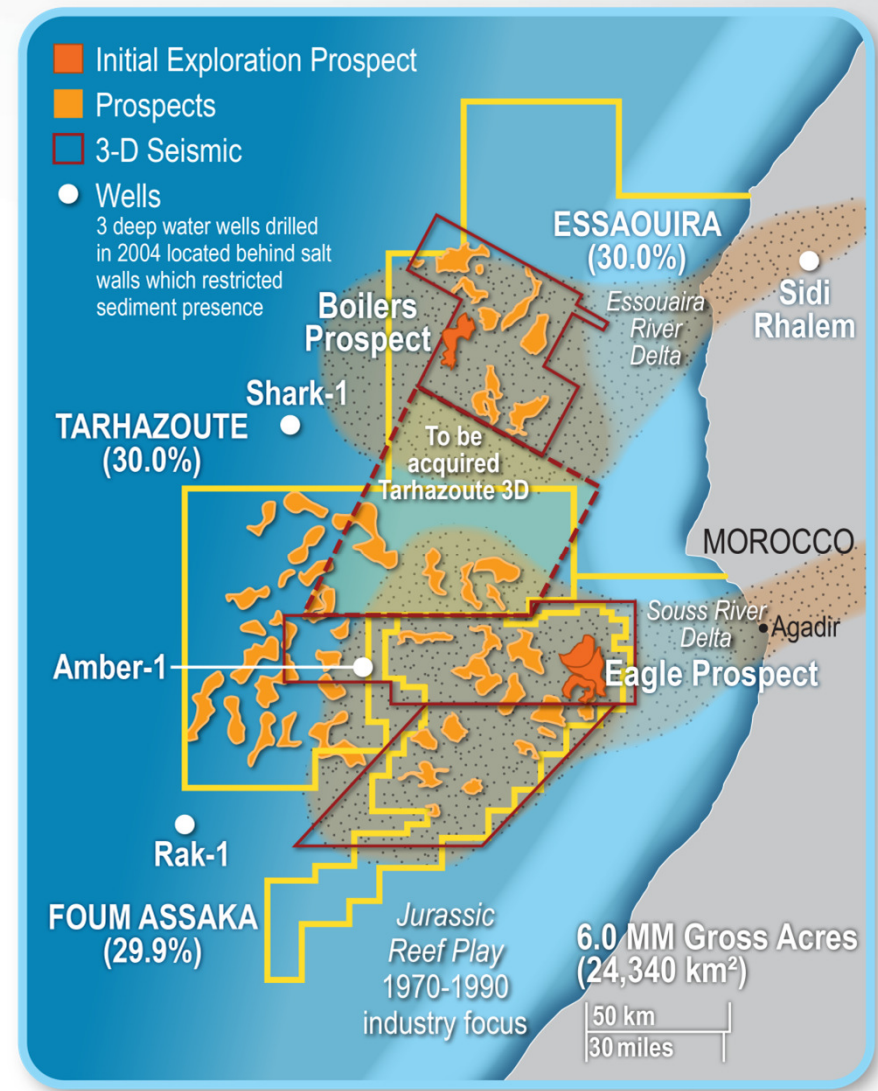 Initial Exploration Prospect
Prospects
3-D Seismic
Wells
3 deep water wells drilled
in 2004 located behind salt
walls which restricted
sediment presence
ESSAOUIRA
(30.0%)
Essouaira
River
Delta
Sidi
Rhalem
Boilers
Prospect
Shark-1
TARHAZOUTE
(30.0%)
To be
acquired
Tarhazoute 3D
MOROCCO
Souss River
Delta
Agadir
Amber-1
Eagle Prospect
Rak-1
FOUM ASSAKA
(29.9%)
Jurassic
Reef Play
1970-1990
industry focus
6.0 MM Gross Acres
(24,340 km²)
50 km
30 miles